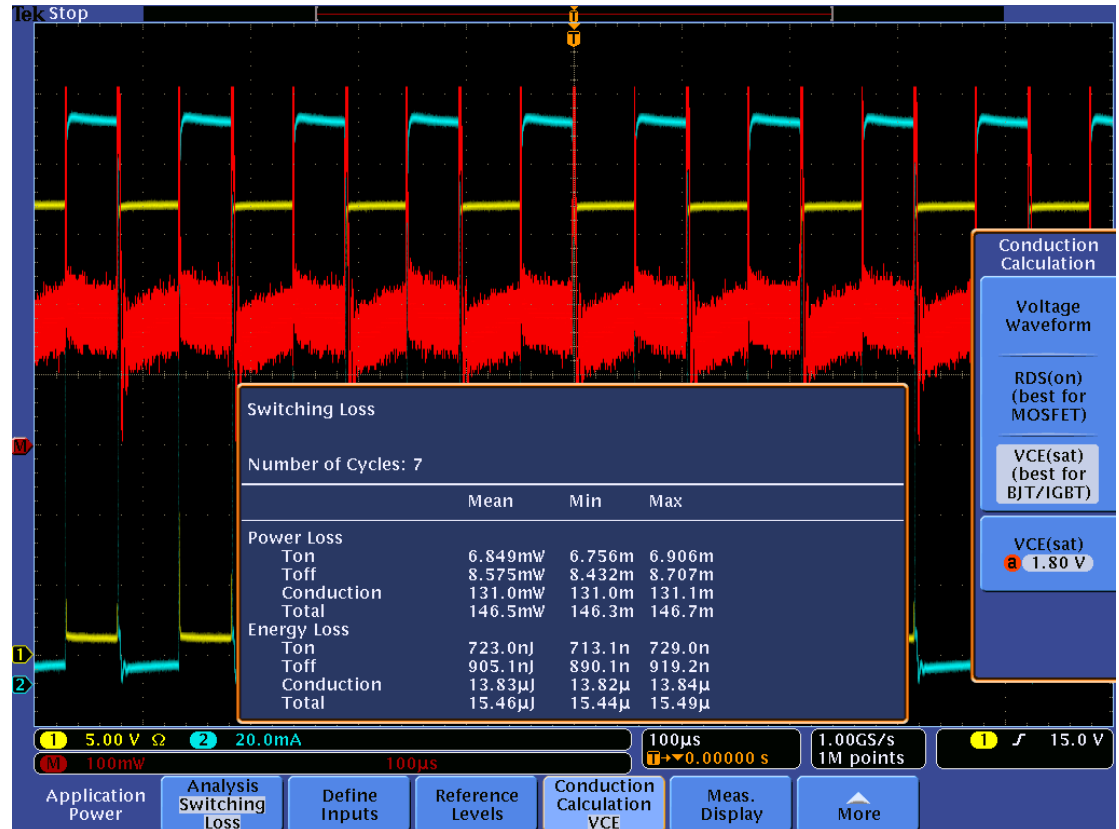 Tek Stop
T
T
Conduction
Calculation
Voltage
Waveform
RDS(on)
(best for
MOSFET)
VCE(sat)
(best for
BJT/IGBT)
VCE(sat)
a 1.80 V
M
1
2
Switching Loss
Number of Cycles: 7
Mean Min Max
Power Loss
Ton 6.849mW 6.756m 6.906m
Toff 8.575mW 8.432m 8.707m
Conduction 131.0mW 131.0m 131.1m
Total 146.5mW 146.3m 146.7m
Energy Loss
Ton 723.0nJ 713.1n 729.0n
Toff 905.1nJ 890.1n 919.2n
Conduction 13.83µJ 13.82µ 13.84µ
Total 15.46µJ 15.44µ 15.49µ
1 5.00 V Ω 2 20.0mA 100µs 1.00GS/s 1 15.0 V
M 100mW 100µs T→▼0.00000 s 1M points
Application
Power
Analysis
Switching
Loss
Define
Inputs
Reference
Levels
Conduction
Calculation
VCE
Meas.
Display
More